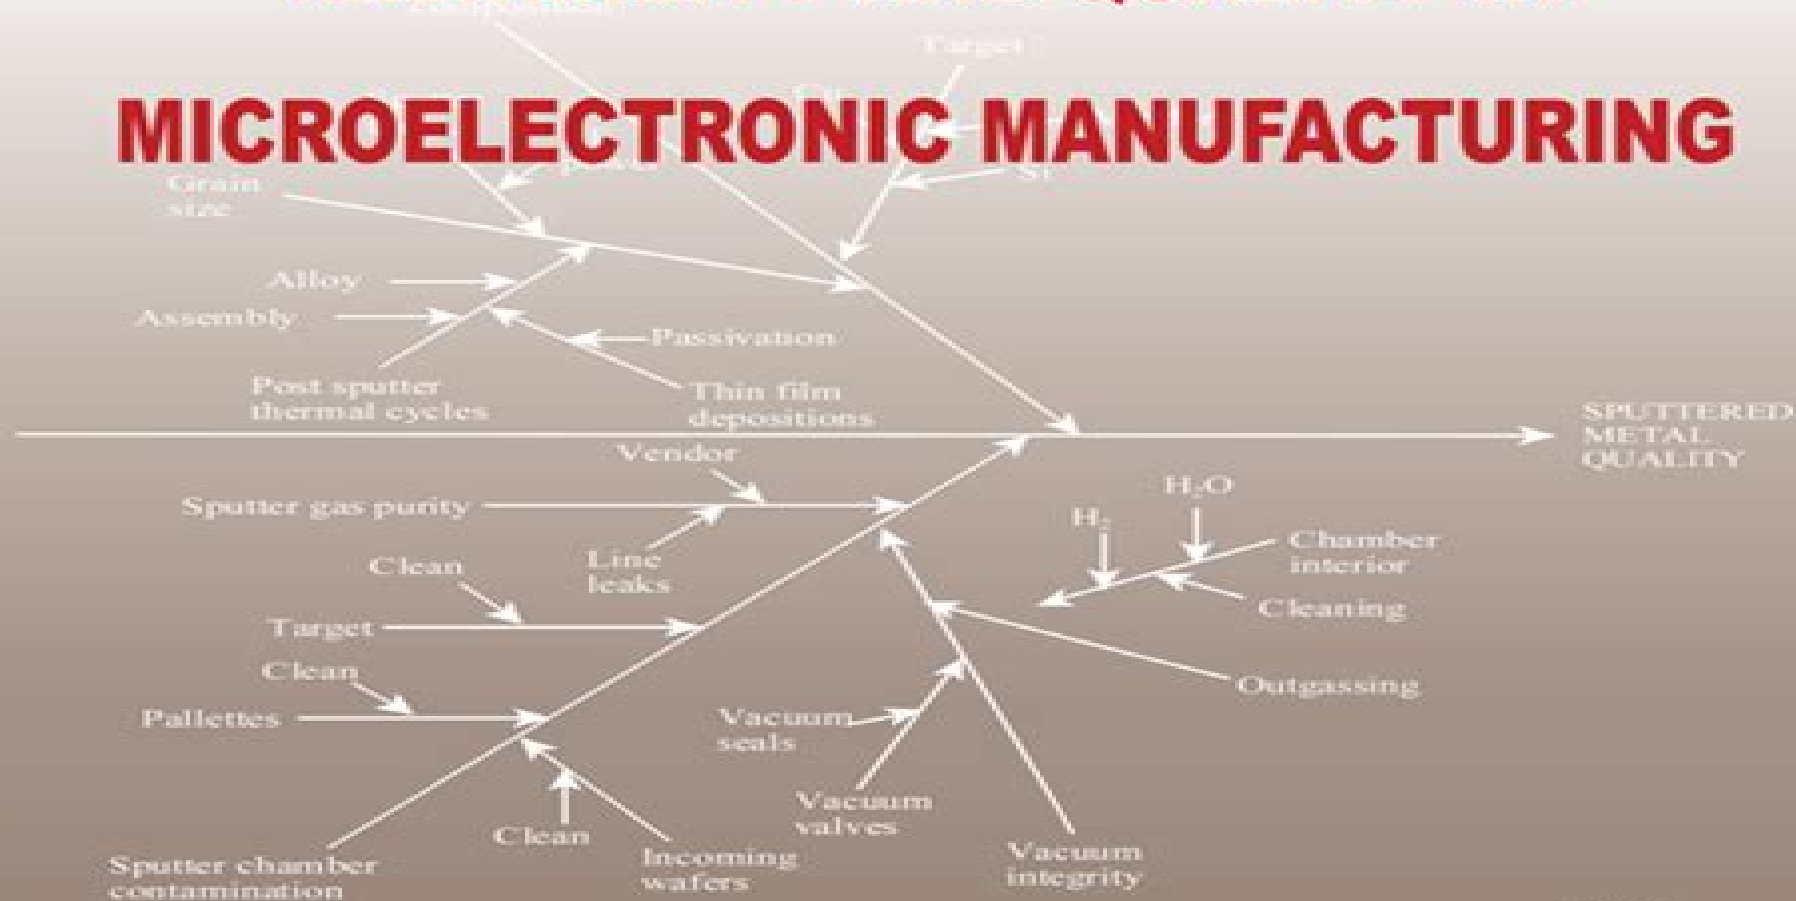 Target
MICROELECTRONIC MANUFACTURING
Grain
size
Si
Alloy
Assembly
Passivation
Post sputter
thermal cycles
Thin film
depositions
SPUTTERED
METAL
QUALITY
Vendor
Sputter gas purity
H₂O
H₂
Line
leaks
Chamber
interior
Clean
Cleaning
Target
Clean
Outgassing
Pallettes
Vacuum
seals
Vacuum
valves
Clean
Incoming
wafers
Vacuum
integrity
Sputter chamber
contamination